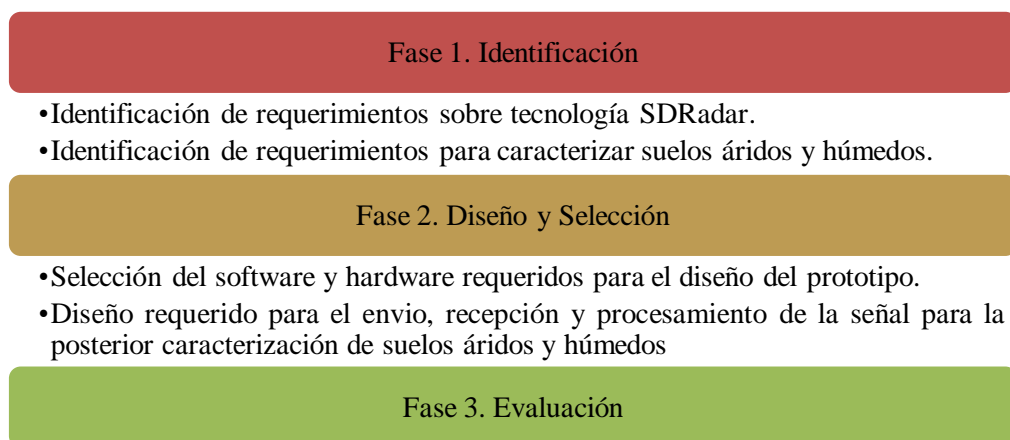 Fase 1. Identificación
•Identificación de requerimientos sobre tecnología SDRadar.
•Identificación de requerimientos para caracterizar suelos áridos y húmedos.
Fase 2. Diseño y Selección
•Selección del software y hardware requeridos para el diseño del prototipo.
•Diseño requerido para el envio, recepción y procesamiento de la señal para la
posterior caracterización de suelos áridos y húmedos
Fase 3. Evaluación